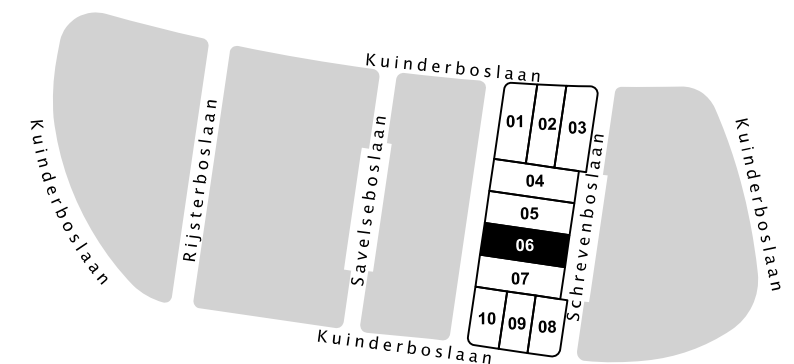 Kuinderboslaan
Kuinderboslaan
Rijsterboslaan
Savelseboslaan
01
02
03
04
05
06
07
10
09
08
Schrevenboslaan
Kuinderboslaan
Kuinderboslaan